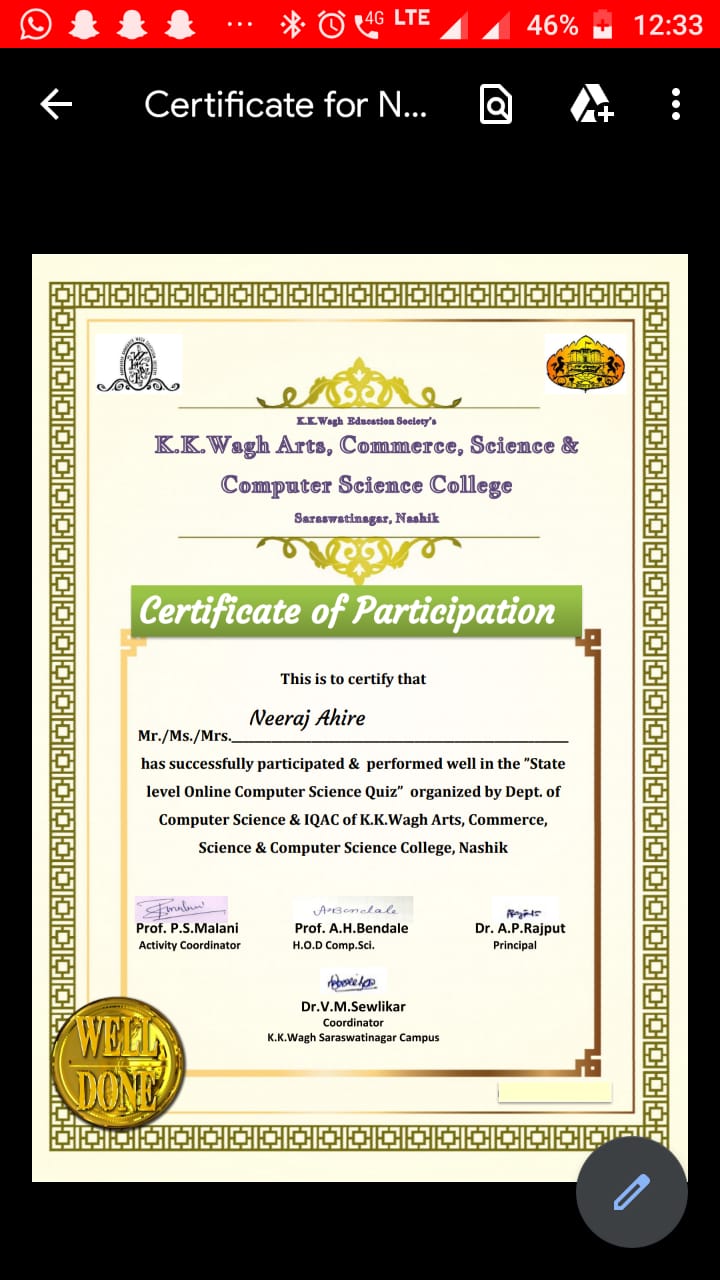 4G LTE 46% 12:33
Certificate for N...
K.K.Wagh Education Society's
K.K.Wagh Arts, Commerce, Science &
Computer Science College
Saraswatinagar, Nashik
Certificate of Participation
This is to certify that
Neeraj Ahire
Mr./Ms./Mrs.
has successfully participated & performed well in the "State
level Online Computer Science Quiz" organized by Dept. of
Computer Science & IQAC of K.K.Wagh Arts, Commerce,
Science & Computer Science College, Nashik
Prof. P.S.Malani Prof. A.H.Bendale Dr. A.P.Rajput
Activity Coordinator H.O.D Comp.Sci. Principal
Dr.V.M.Sewlikar
Coordinator
K.K.Wagh Saraswatinagar Campus
WELL
DONE